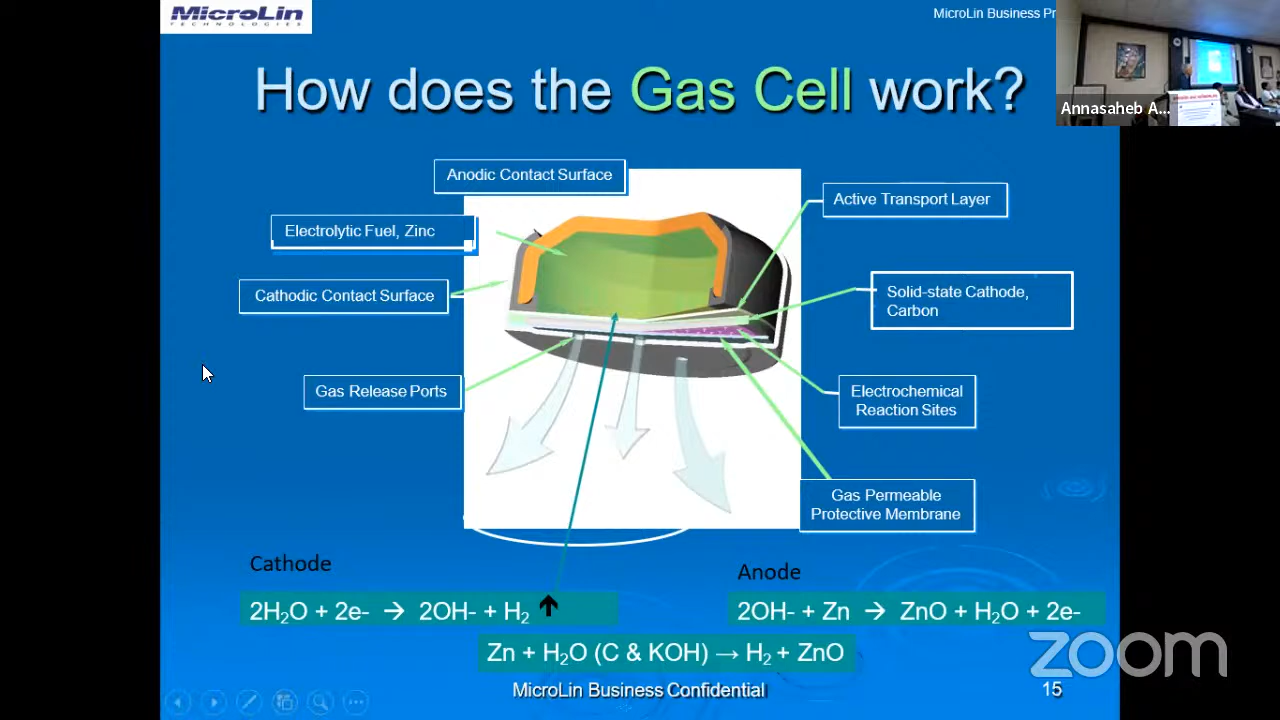 MicroLin
TECHNOLOGIES
MicroLin Business Pr
How does the Gas Cell work?
Annasaheb A...
Anodic Contact Surface
Active Transport Layer
Electrolytic Fuel, Zinc
Cathodic Contact Surface
Solid-state Cathode,
Carbon
Gas Release Ports
Electrochemical
Reaction Sites
Gas Permeable
Protective Membrane
Cathode
Anode
2H₂O + 2e- → 2OH- + H₂ ↑
2OH- + Zn → ZnO + H₂O + 2e-
Zn + H₂O (C & KOH) → H₂ + ZnO
zoom
MicroLin Business Confidential
15